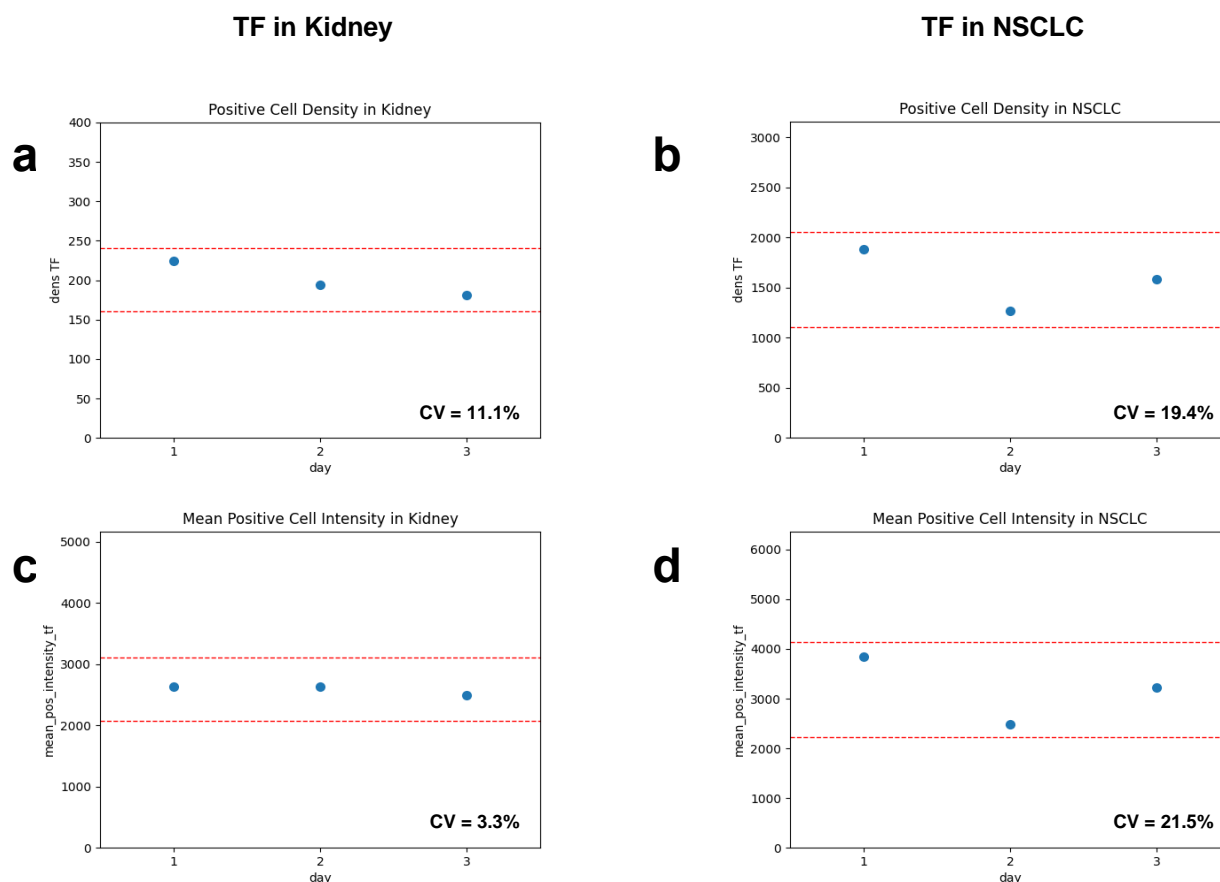 TF in Kidney
TF in NSCLC
a
Positive Cell Density in Kidney
400
350
300
250
200
150
100
50
0
dens TF
1 2 3
day
CV = 11.1%
b
Positive Cell Density in NSCLC
3000
2500
2000
1500
1000
500
0
dens TF
1 2 3
day
CV = 19.4%
c
Mean Positive Cell Intensity in Kidney
5000
4000
3000
2000
1000
0
mean_pos_intensity_tf
1 2 3
day
CV = 3.3%
d
Mean Positive Cell Intensity in NSCLC
6000
5000
4000
3000
2000
1000
0
mean_pos_intensity_tf
1 2 3
day
CV = 21.5%